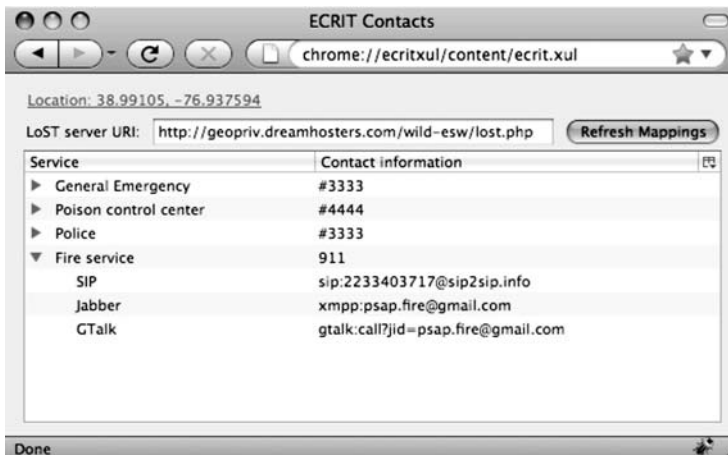 ECRIT Contacts
chrome://ecritxul/content/ecrit.xul
Location: 38.99105, -76.937594
LoST server URI: http://geopriv.dreamhosters.com/wild-esw/lost.php Refresh Mappings
Service Contact information
General Emergency #3333
Poison control center #4444
Police #3333
Fire service 911
SIP sip:2233403717@sip2sip.info
Jabber xmpp:psap.fire@gmail.com
GTalk gtalk:call?jid=psap.fire@gmail.com
Done